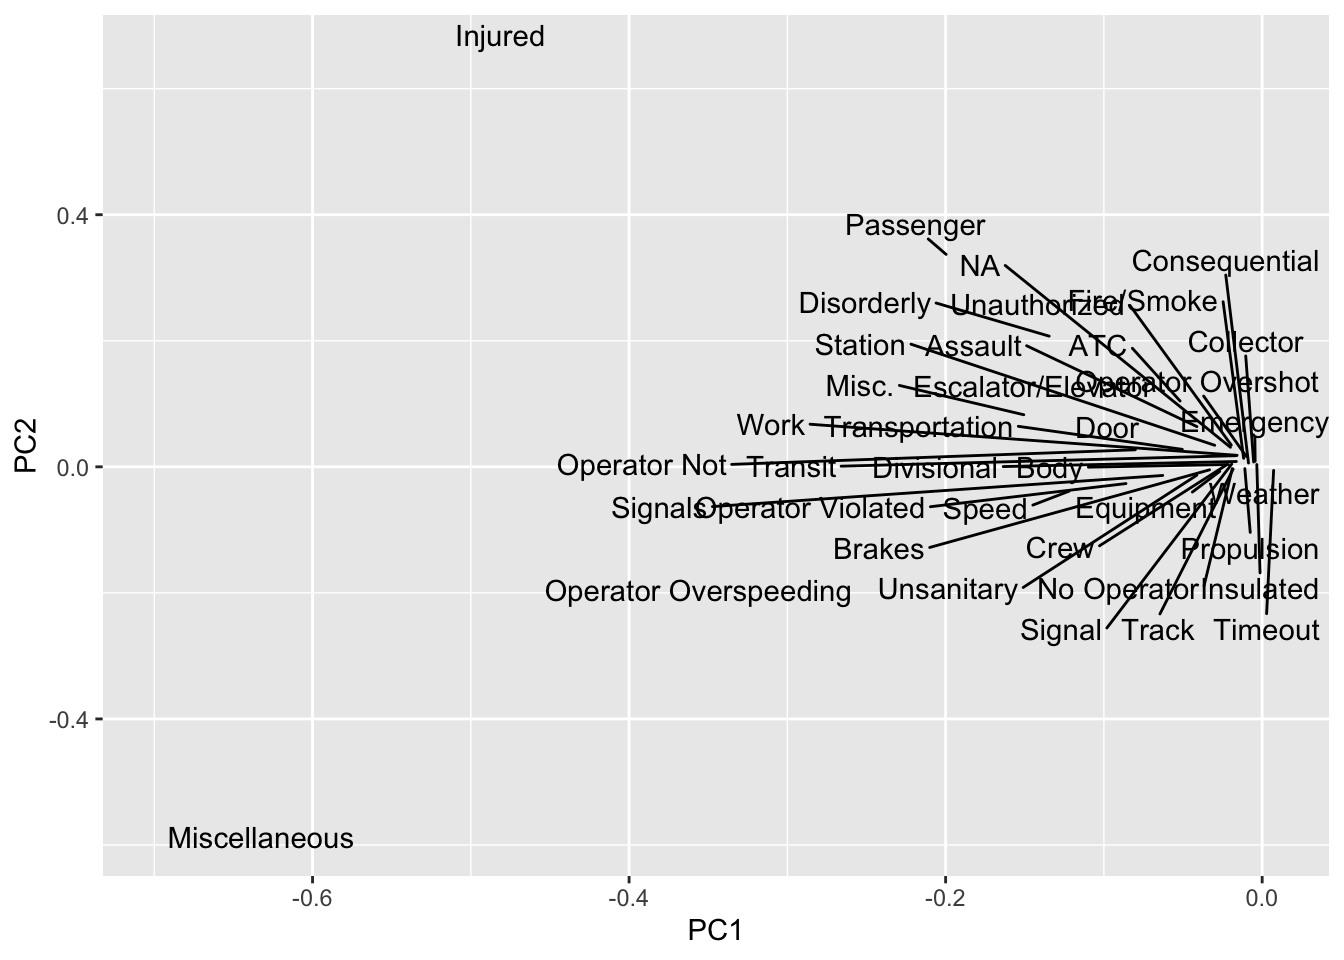 Injured
0.4
Passenger
Consequential
NA
Disorderly
Unauthorized
Fire/Smoke
Station
Assault
ATC
Collector
Misc.
Escalator/Elevator
Operator Overshot
Work
Transportation
Door
Emergency
PC2
0.0
Operator Not
Transit
Divisional
Body
Weather
Signals
Operator Violated
Speed
Equipment
Brakes
Crew
Propulsion
Operator Overspeeding
Unsanitary
No Operator
Insulated
Signal
Track
Timeout
-0.4
Miscellaneous
-0.6
-0.4
-0.2
0.0
PC1